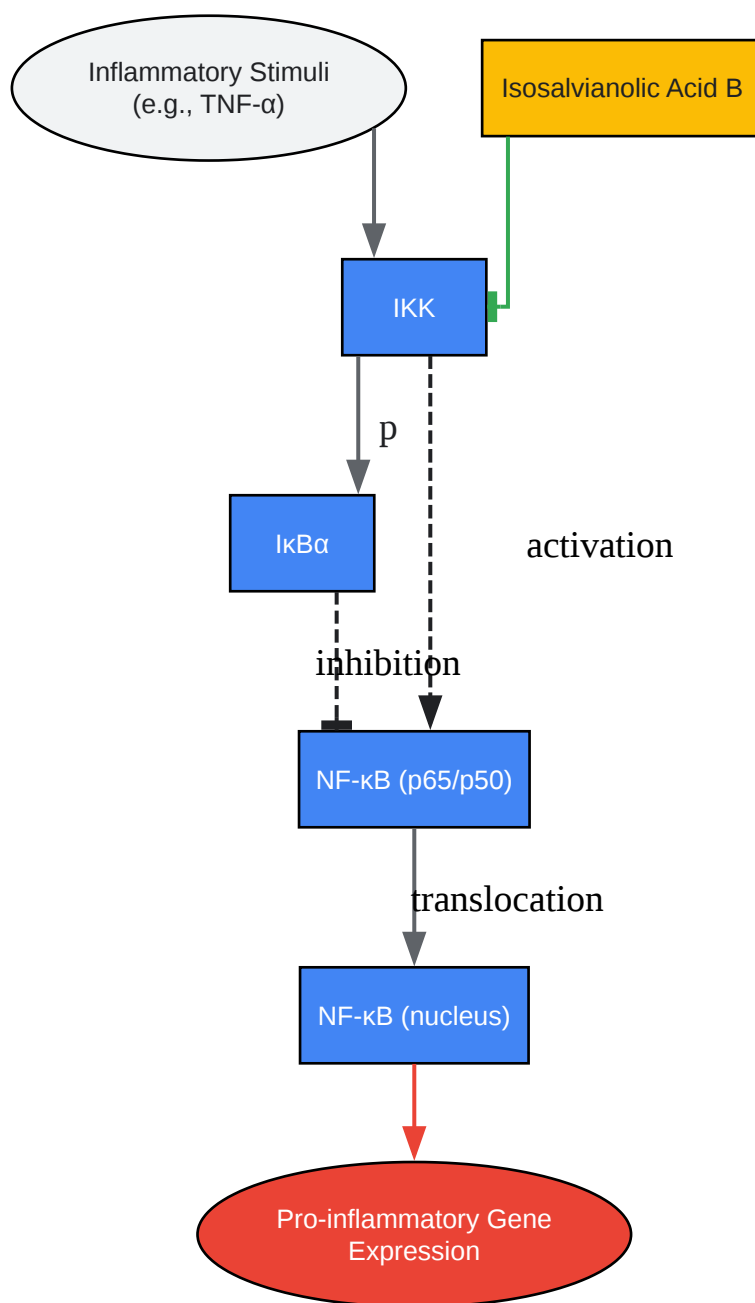 Inflammatory Stimuli
(e.g., TNF-α)
Isosalvianolic Acid B
IKK
p
IκBα
activation
inhibition
NF-κB (p65/p50)
translocation
NF-κB (nucleus)
Pro-inflammatory Gene
Expression